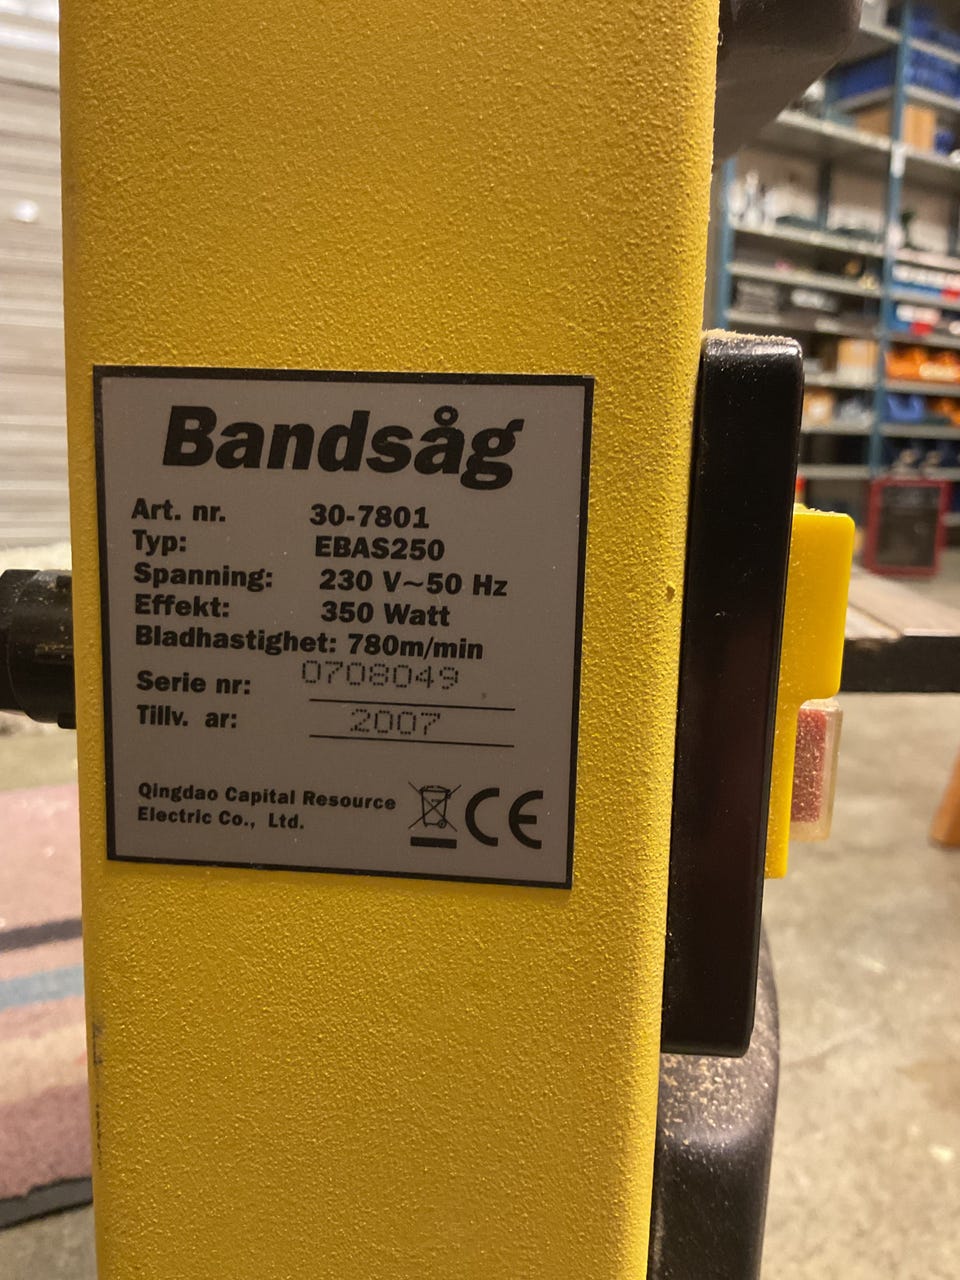 Bandsåg
Art. nr. 30-7801
Typ: EBAS250
Spanning: 230 V~50 Hz
Effekt: 350 Watt
Bladhastighet: 780m/min
Serie nr: 0708049
Tillv. ar: 2007
Qingdao Capital Resource
Electric Co., Ltd.
CE